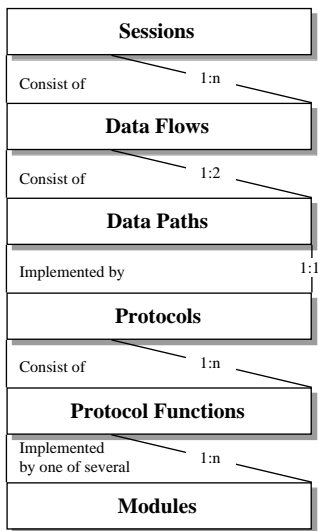 Sessions
Consist of
1:n
Data Flows
Consist of
1:2
Data Paths
Implemented by
1:1
Protocols
Consist of
1:n
Protocol Functions
Implemented
by one of several
1:n
Modules